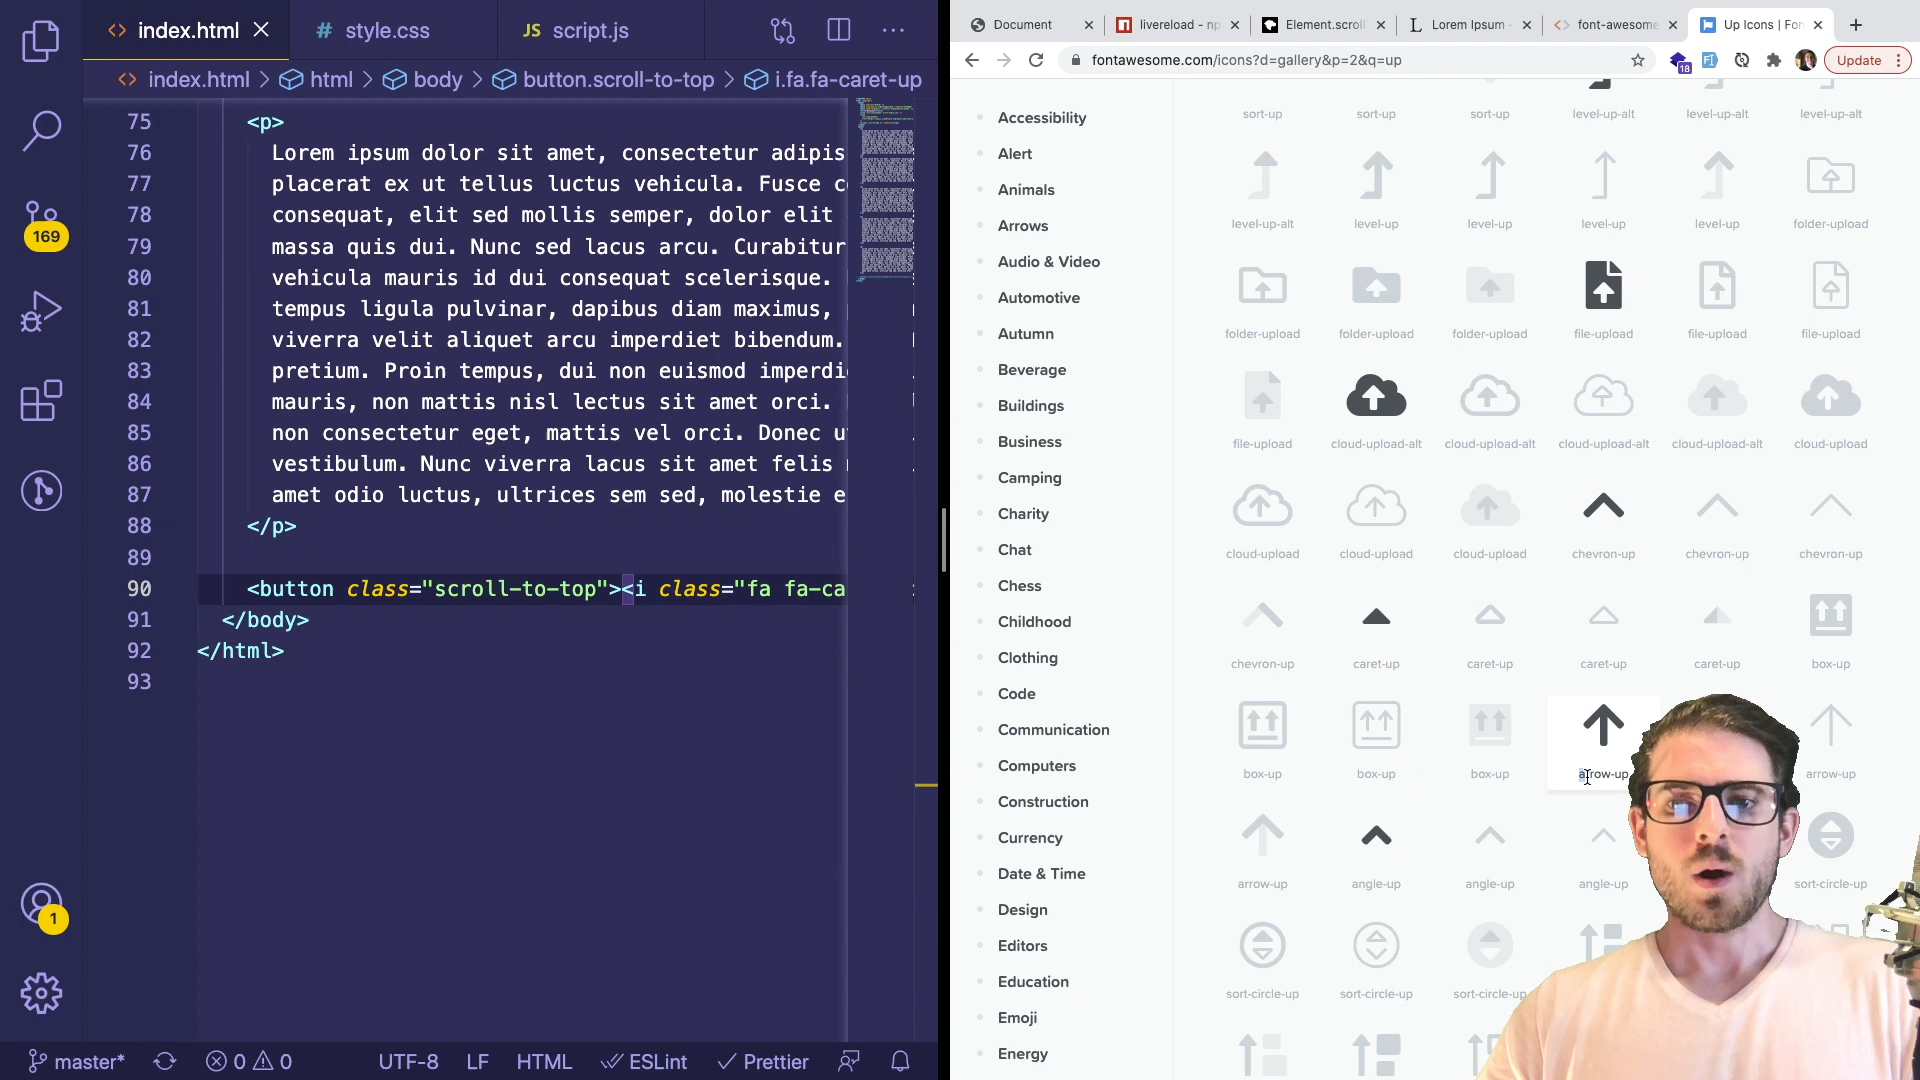 index.html
style.css
JS script.js
index.html > html > body > button.scroll-to-top > i.fa.fa-caret-up
75 <p>
76 Lorem ipsum dolor sit amet, consectetur adipis
77 placerat ex ut tellus luctus vehicula. Fusce c
78 consequat, elit sed mollis semper, dolor elit
79 massa quis dui. Nunc sed lacus arcu. Curabitur
80 vehicula mauris id dui consequat scelerisque.
81 tempus ligula pulvinar, dapibus diam maximus,
82 viverra velit aliquet arcu imperdiet bibendum.
83 pretium. Proin tempus, dui non euismod imperdi
84 mauris, non mattis nisl lectus sit amet orci.
85 non consectetur eget, mattis vel orci. Donec u
86 vestibulum. Nunc viverra lacus sit amet felis
87 amet odio luctus, ultrices sem sed, molestie e
88 </p>
89
90 <button class="scroll-to-top"><i class="fa fa-ca
91 </body>
92 </html>
93
169
1
master*
0 0
UTF-8
LF
HTML
ESLint
Prettier
Document
livereload - np
Element.scroll
Lorem Ipsum -
font-awesome
Up Icons | Fon
fontawesome.com/icons?d=gallery&p=2&q=up
18
Update
Accessibility
Alert
Animals
Arrows
Audio & Video
Automotive
Autumn
Beverage
Buildings
Business
Camping
Charity
Chat
Chess
Childhood
Clothing
Code
Communication
Computers
Construction
Currency
Date & Time
Design
Editors
Education
Emoji
Energy
sort-up sort-up sort-up level-up-alt level-up-alt level-up-alt
level-up-alt level-up level-up level-up level-up folder-upload
folder-upload folder-upload folder-upload file-upload file-upload file-upload
file-upload cloud-upload-alt cloud-upload-alt cloud-upload-alt cloud-upload-alt cloud-upload
cloud-upload cloud-upload cloud-upload chevron-up chevron-up chevron-up
chevron-up caret-up caret-up caret-up caret-up box-up
box-up box-up box-up arrow-up arrow-up
arrow-up angle-up angle-up angle-up sort-circle-up
sort-circle-up sort-circle-up sort-circle-up